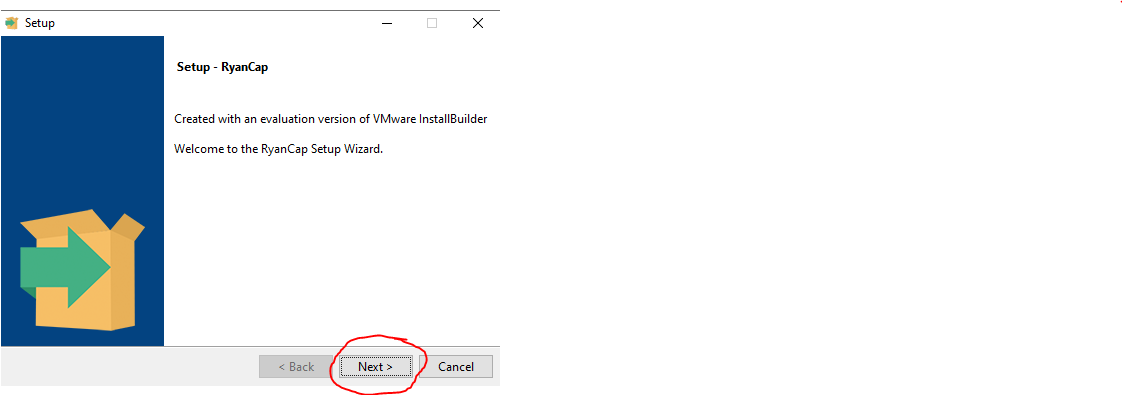 Setup
Setup - RyanCap
Created with an evaluation version of VMware InstallBuilder
Welcome to the RyanCap Setup Wizard.
< Back
Next >
Cancel